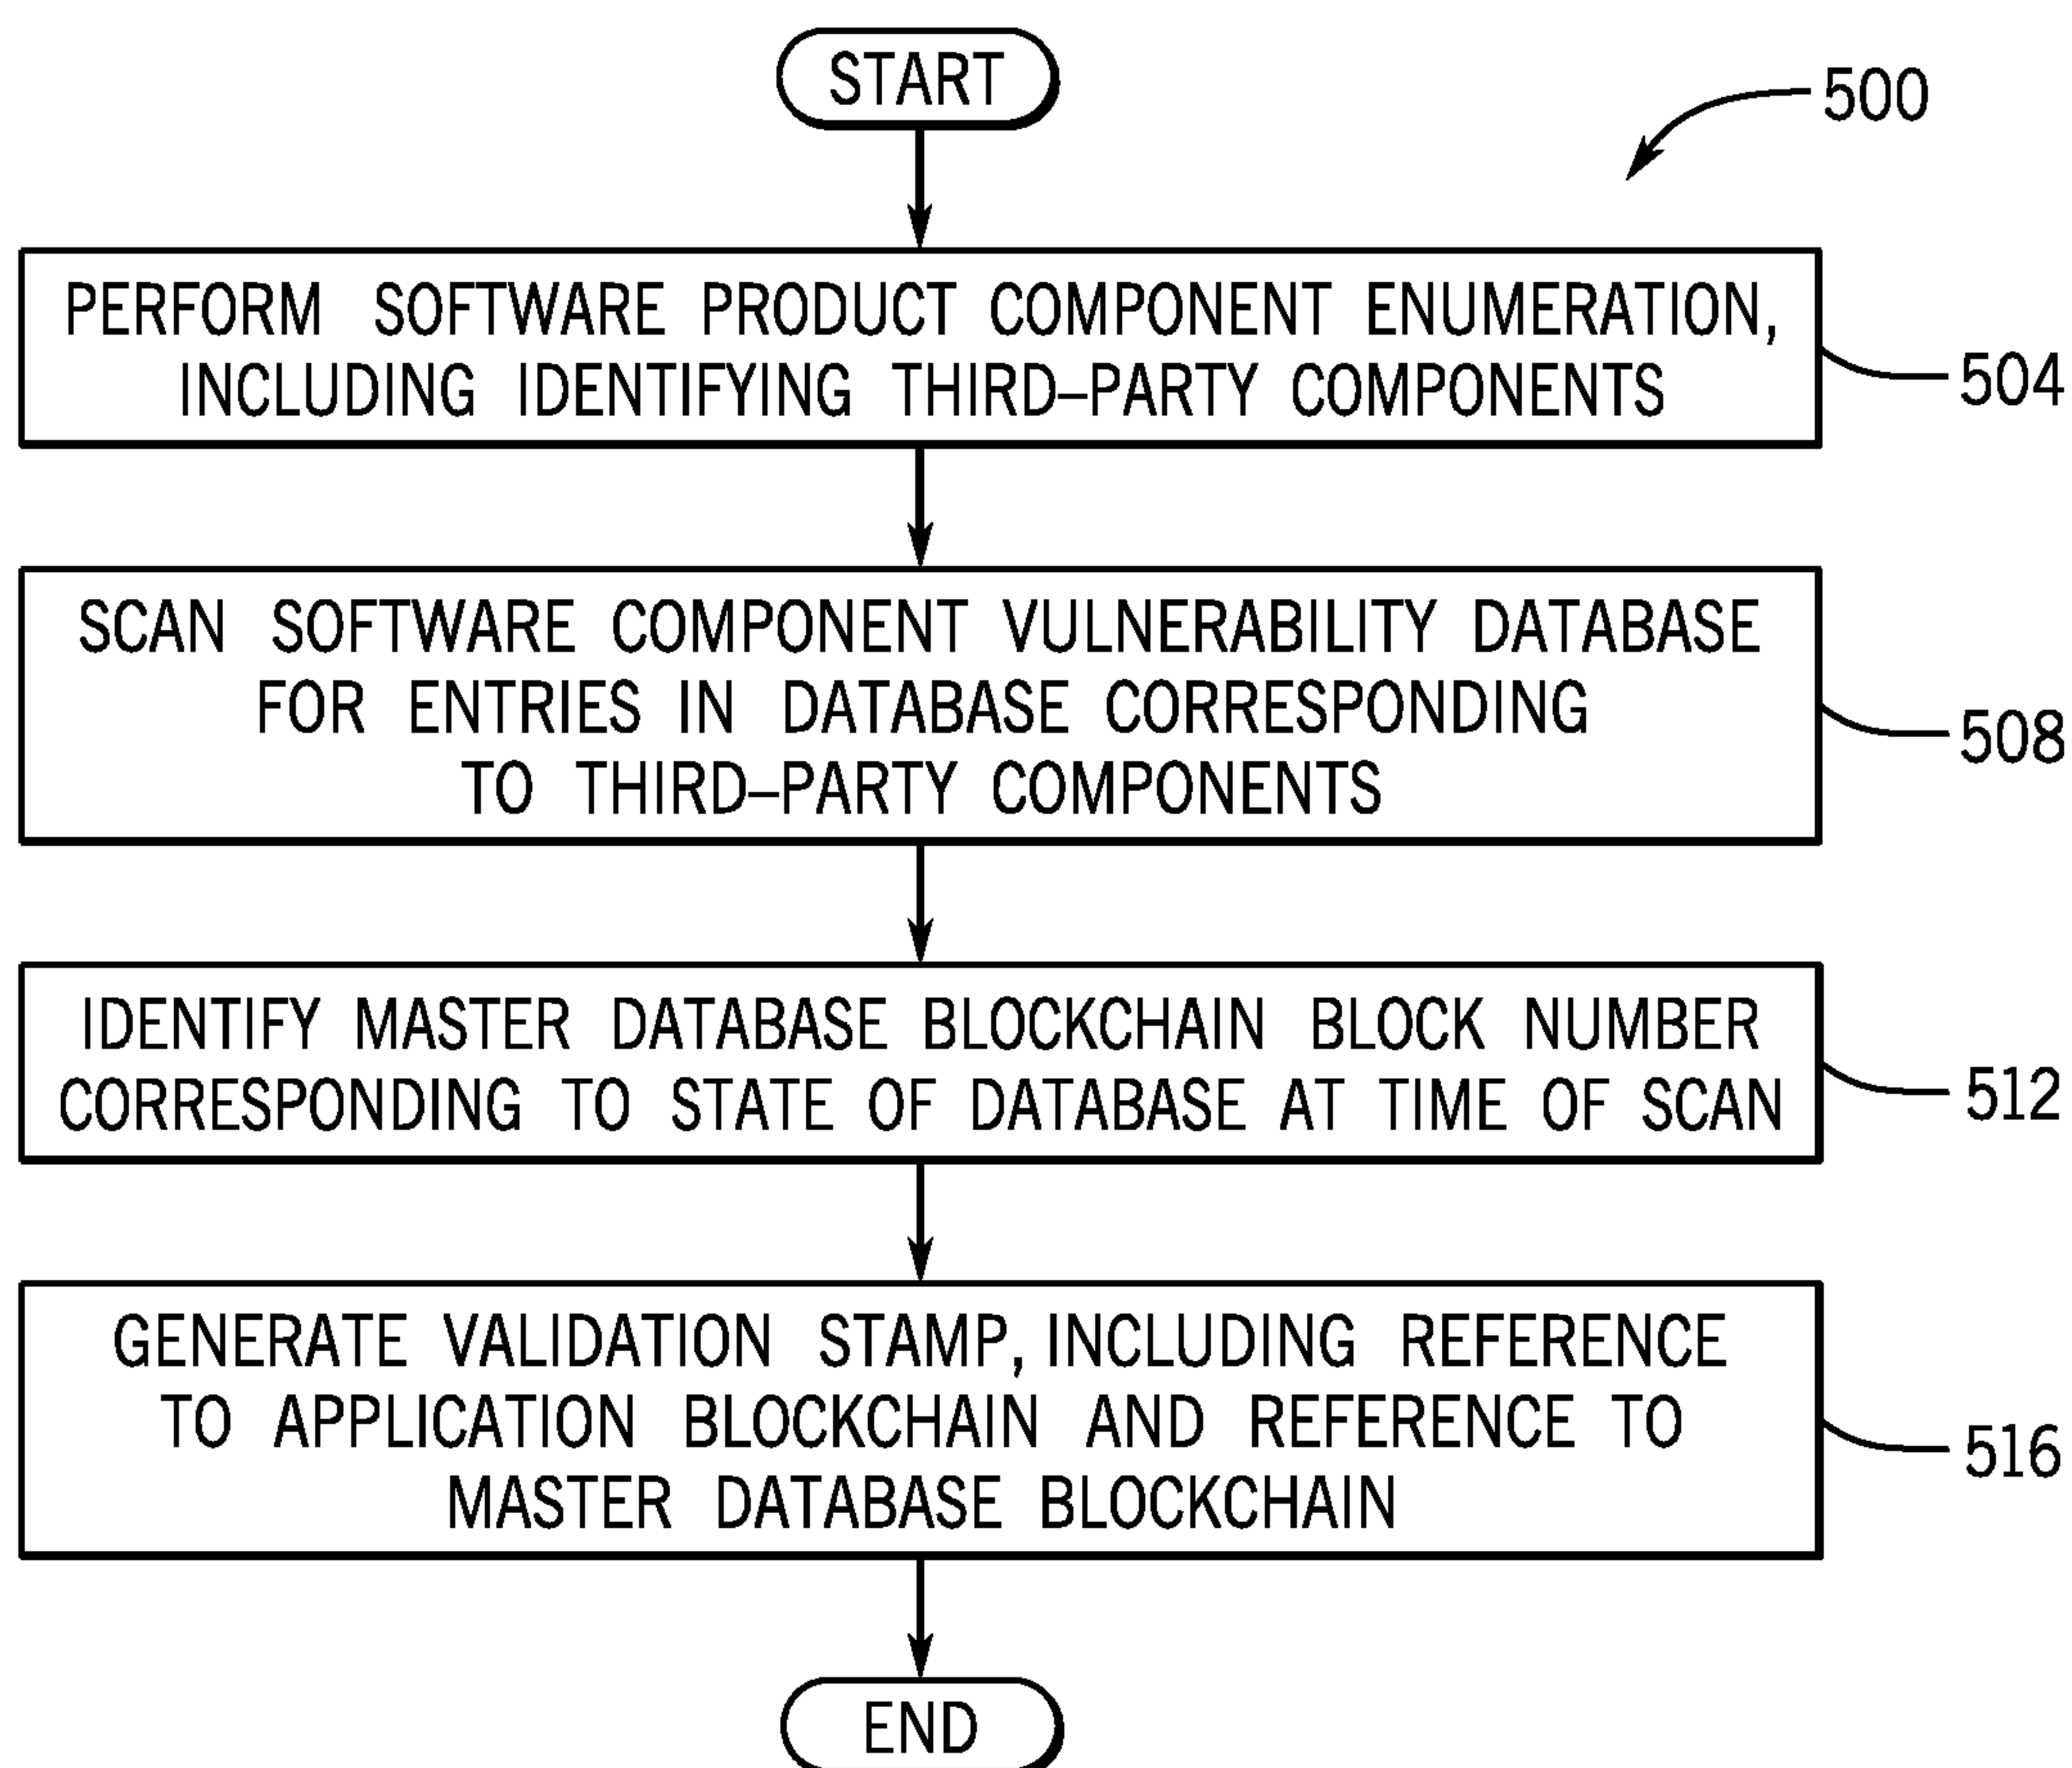 START
500
PERFORM SOFTWARE PRODUCT COMPONENT ENUMERATION,
INCLUDING IDENTIFYING THIRD–PARTY COMPONENTS
504
SCAN SOFTWARE COMPONENT VULNERABILITY DATABASE
FOR ENTRIES IN DATABASE CORRESPONDING
TO THIRD–PARTY COMPONENTS
508
IDENTIFY MASTER DATABASE BLOCKCHAIN BLOCK NUMBER
CORRESPONDING TO STATE OF DATABASE AT TIME OF SCAN
512
GENERATE VALIDATION STAMP, INCLUDING REFERENCE
TO APPLICATION BLOCKCHAIN AND REFERENCE TO
MASTER DATABASE BLOCKCHAIN
516
END